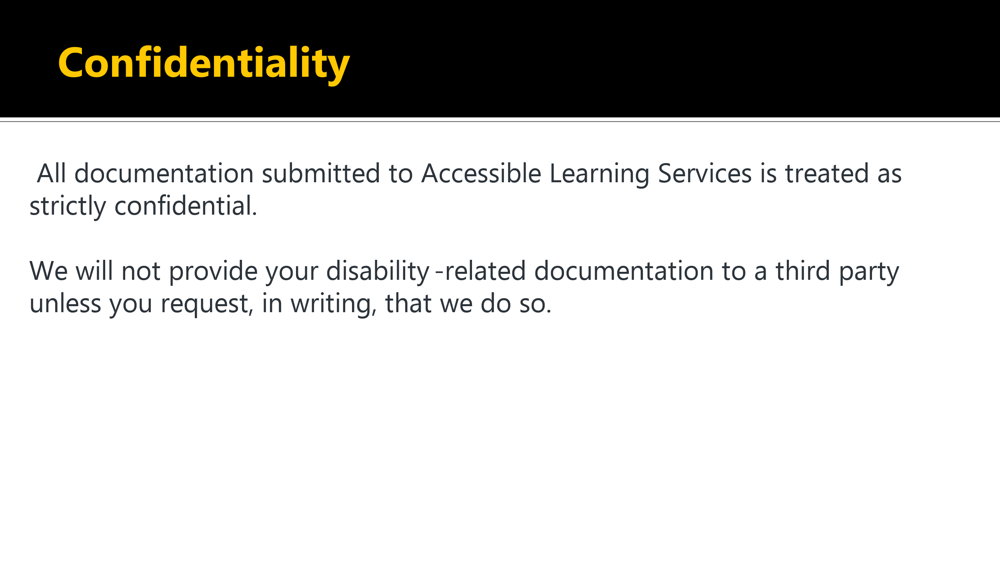 Confidentiality
All documentation submitted to Accessible Learning Services is treated as
strictly confidential.
We will not provide your disability -related documentation to a third party
unless you request, in writing, that we do so.